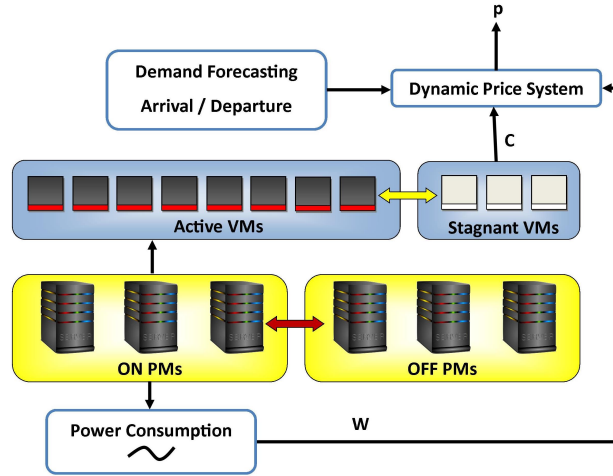 p
Demand Forecasting
Arrival / Departure
Dynamic Price System
C
Active VMs
Stagnant VMs
ON PMs
OFF PMs
Power Consumption
W